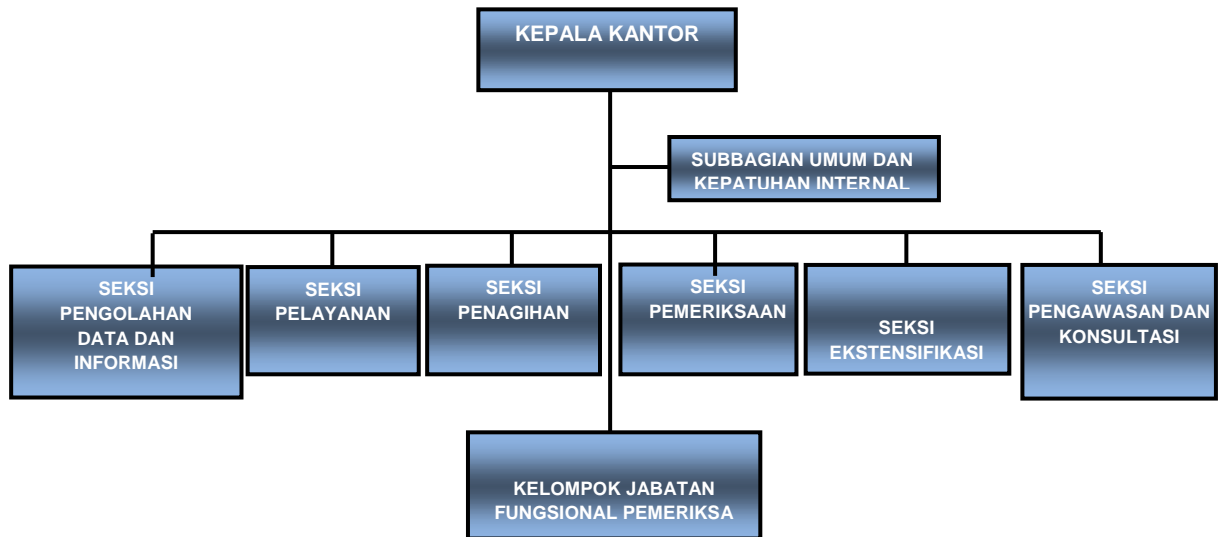 KEPALA KANTOR
SUBBAGIAN UMUM DAN
KEPATUHAN INTERNAL
SEKSI
PENGOLAHAN
DATA DAN
INFORMASI
SEKSI
PELAYANAN
SEKSI
PENAGIHAN
SEKSI
PEMERIKSAAN
SEKSI
EKSTENSIFIKASI
SEKSI
PENGAWASAN DAN
KONSULTASI
KELOMPOK JABATAN
FUNGSIONAL PEMERIKSA